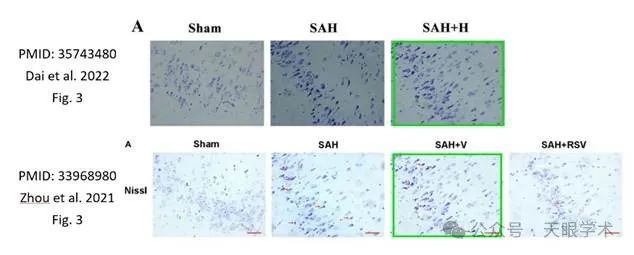 A
Sham SAH SAH+H
PMID: 35743480
Dai et al. 2022
Fig. 3
A Sham SAH SAH+V SAH+RSV
Nissl
PMID: 33968980
Zhou et al. 2021
Fig. 3
公众号 · 天眼学术